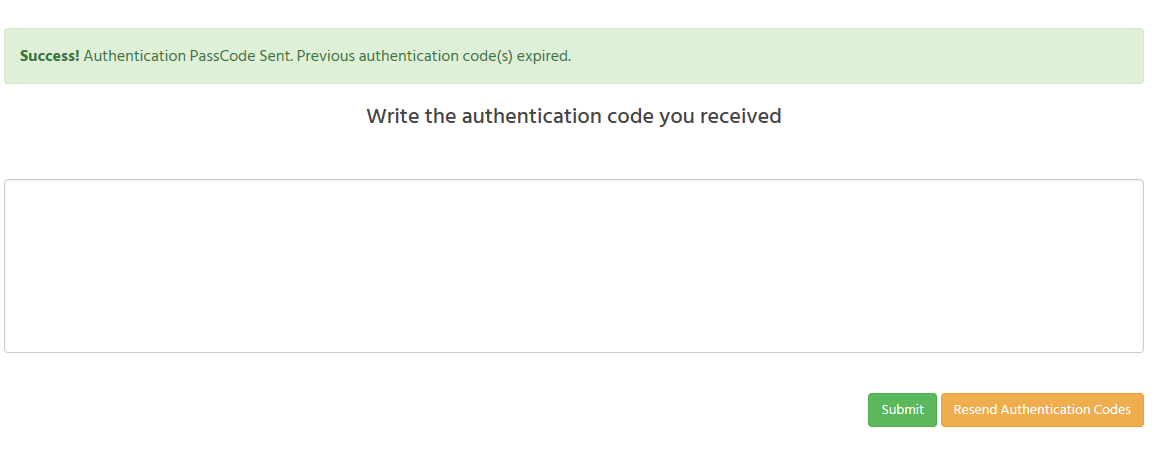 Success! Authentication PassCode Sent. Previous authentication code(s) expired.
Write the authentication code you received
Submit
Resend Authentication Codes